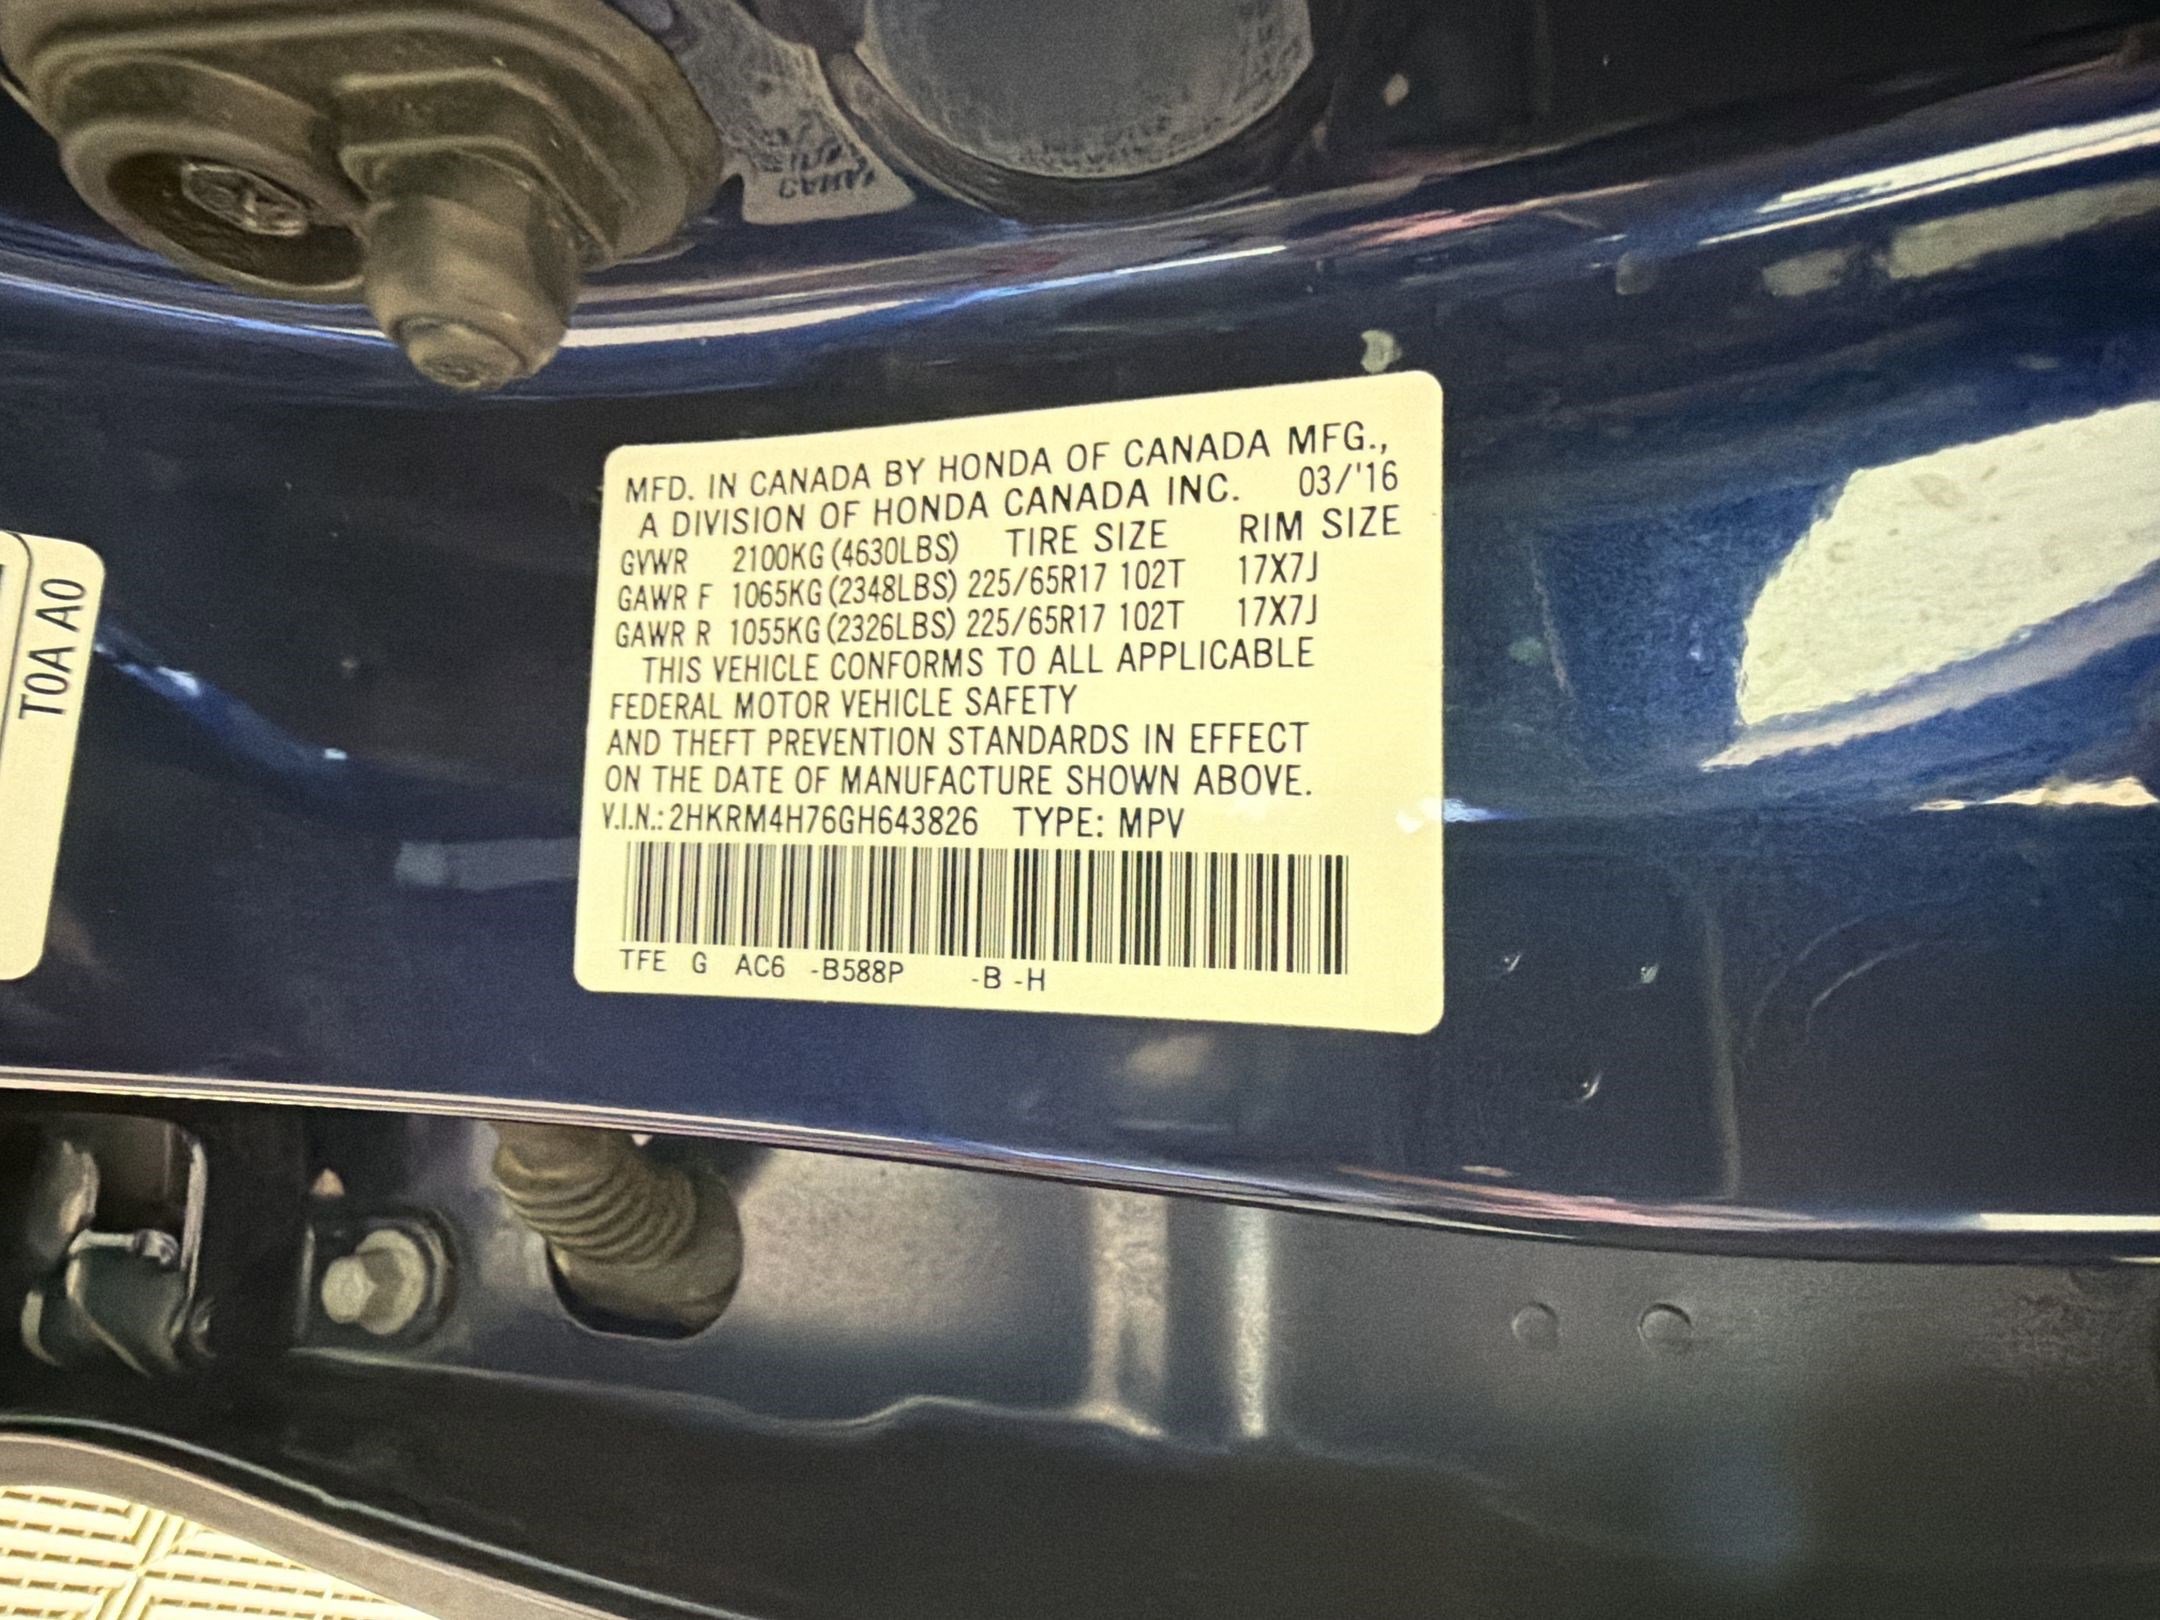 MFD. IN CANADA BY HONDA OF CANADA MFG.,
A DIVISION OF HONDA CANADA INC. 03/'16
GVWR 2100KG (4630LBS) TIRE SIZE RIM SIZE
GAWR F 1065KG (2348LBS) 225/65R17 102T 17X7J
GAWR R 1055KG (2326LBS) 225/65R17 102T 17X7J
THIS VEHICLE CONFORMS TO ALL APPLICABLE
FEDERAL MOTOR VEHICLE SAFETY
AND THEFT PREVENTION STANDARDS IN EFFECT
ON THE DATE OF MANUFACTURE SHOWN ABOVE.
V.I.N.: 2HKRM4H76GH643826 TYPE: MPV
TFE G AC6 -B588P -B -H
T0A A0